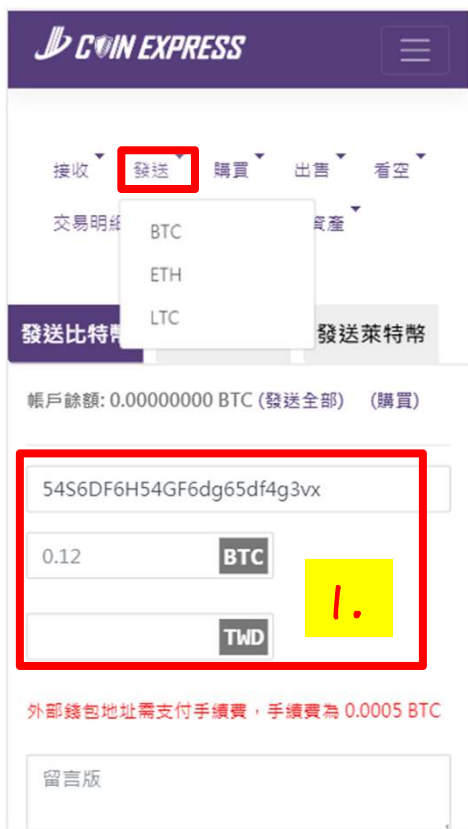 COIN EXPRESS
接收 發送 購買 出售 看空
交易明細 資產
BTC
ETH
LTC
發送比特幣 發送萊特幣
帳戶餘額: 0.00000000 BTC (發送全部) (購買)
54S6DF6H54GF6dg65df4g3vx
0.12 BTC
1.
TWD
外部錢包地址需支付手續費，手續費為 0.0005 BTC
留言版